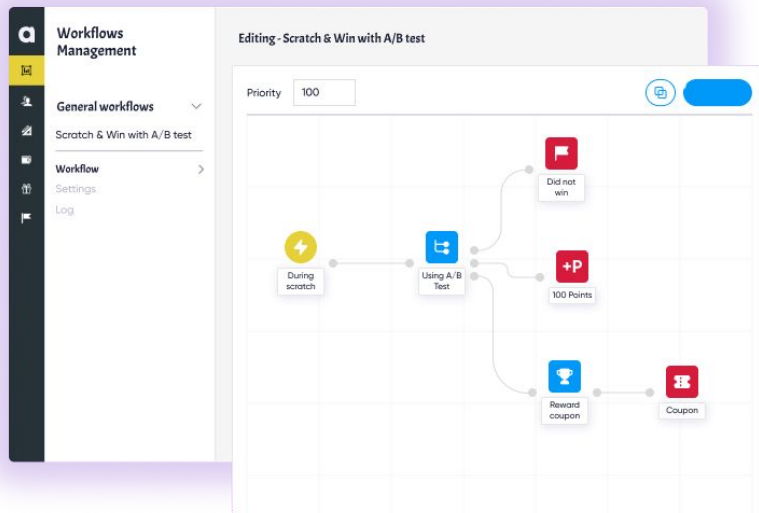 a
Workflows
Management
General workflows
Scratch & Win with A/B test
Workflow
Settings
Log
Editing - Scratch & Win with A/B test
Priority
100
Did not
win
During
scratch
Using A/B
Test
+P
100 Points
Reward
coupon
Coupon